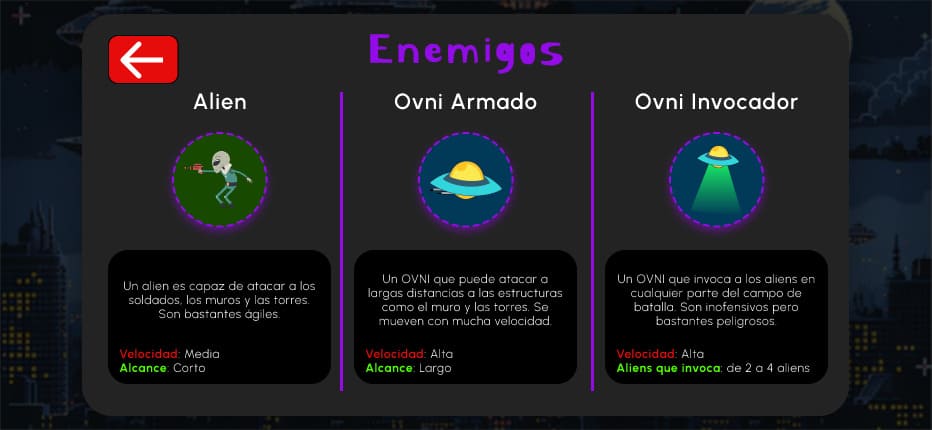 Enemigos
Alien
Un alien es capaz de atacar a los
soldados, los muros y las torres.
Son bastantes ágiles.
Velocidad: Media
Alcance: Corto
Ovni Armado
Un OVNI que puede atacar a
largas distancias a las estructuras
como el muro y las torres. Se
mueven con mucha velocidad.
Velocidad: Alta
Alcance: Largo
Ovni Invocador
Un OVNI que invoca a los aliens en
cualquier parte del campo de
batalla. Son inofensivos pero
bastantes peligrosos.
Velocidad: Alta
Aliens que invoca: de 2 a 4 aliens